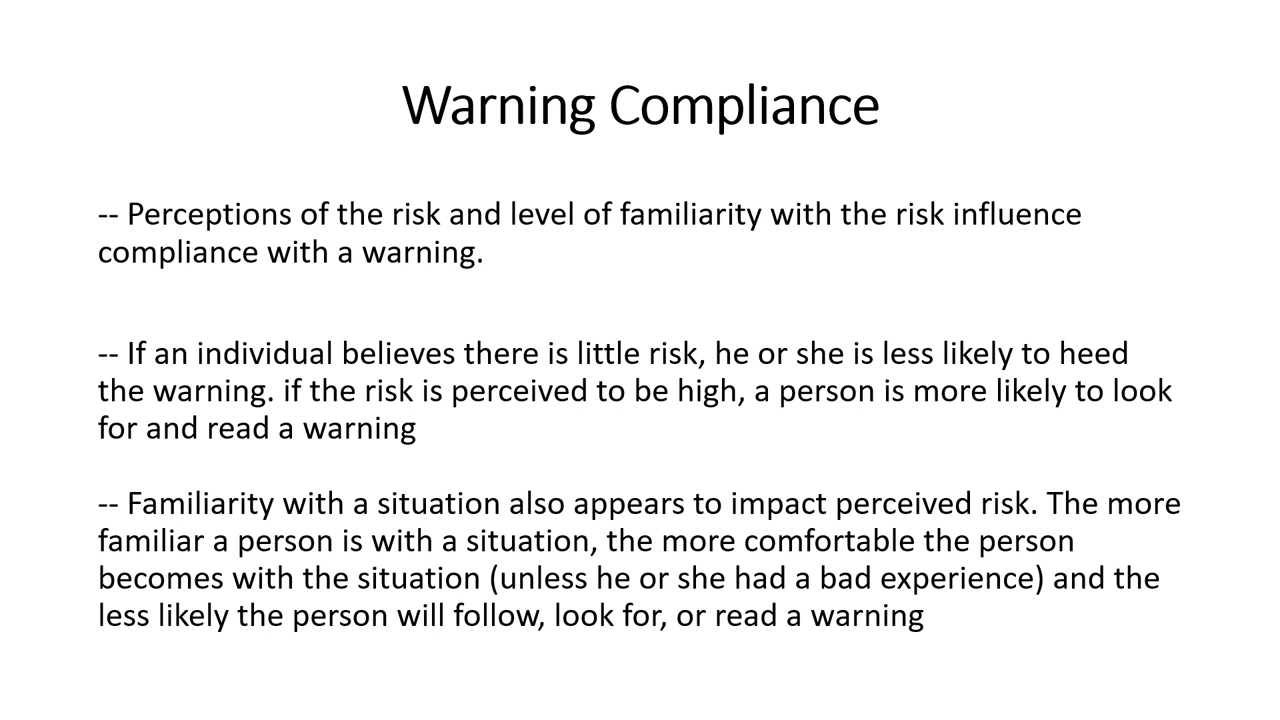 Warning Compliance
-- Perceptions of the risk and level of familiarity with the risk influence
compliance with a warning.
-- If an individual believes there is little risk, he or she is less likely to heed
the warning. if the risk is perceived to be high, a person is more likely to look
for and read a warning
-- Familiarity with a situation also appears to impact perceived risk. The more
familiar a person is with a situation, the more comfortable the person
becomes with the situation (unless he or she had a bad experience) and the
less likely the person will follow, look for, or read a warning